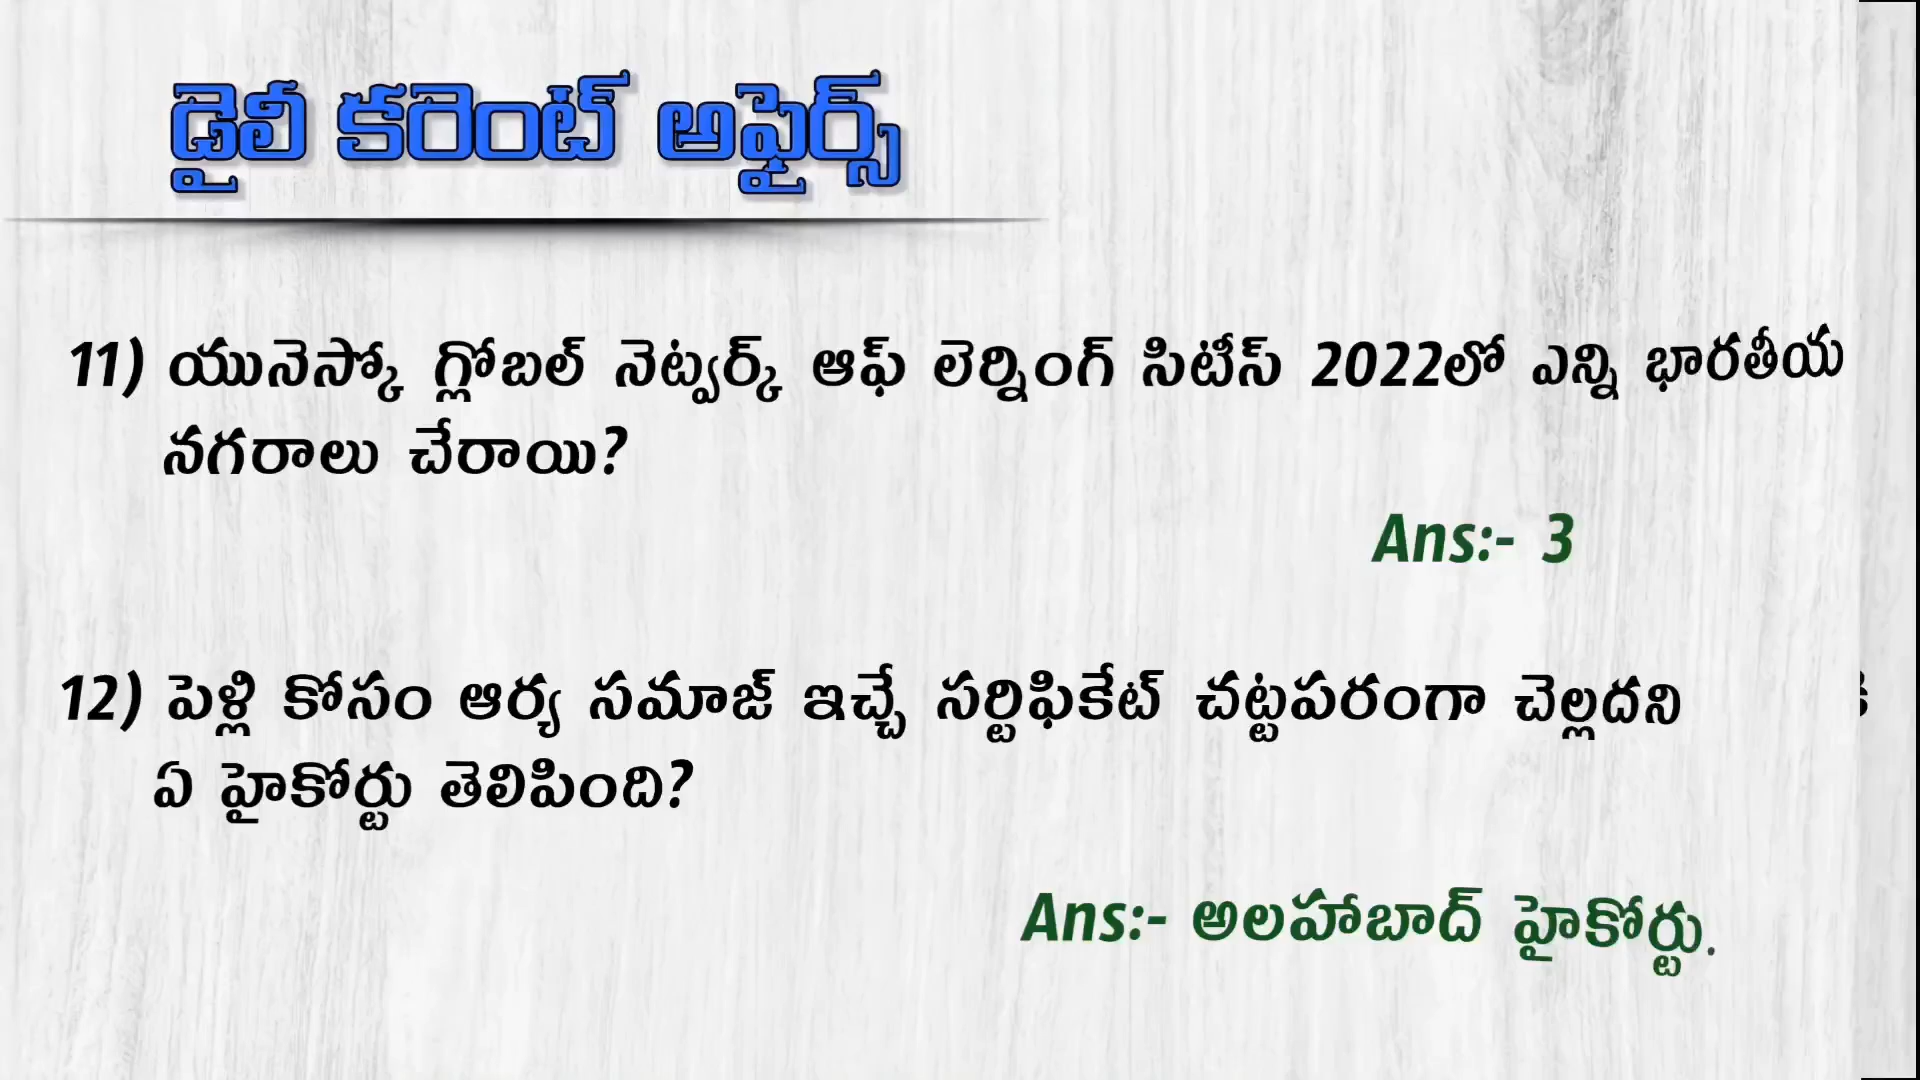 డైలీ కరెంట్ అఫైర్స్
11) యునెస్కో గ్లోబల్ నెట్వర్క్ ఆఫ్ లెర్నింగ్ సిటీస్ 2022లో ఎన్ని భారతీయ
నగరాలు చేరాయి?
Ans:- 3
12) పెళ్లి కోసం ఆర్య సమాజ్ ఇచ్చే సర్టిఫికేట్ చట్టపరంగా చెల్లదని
ఏ హైకోర్టు తెలిపింది?
Ans:- అలహాబాద్ హైకోర్టు.